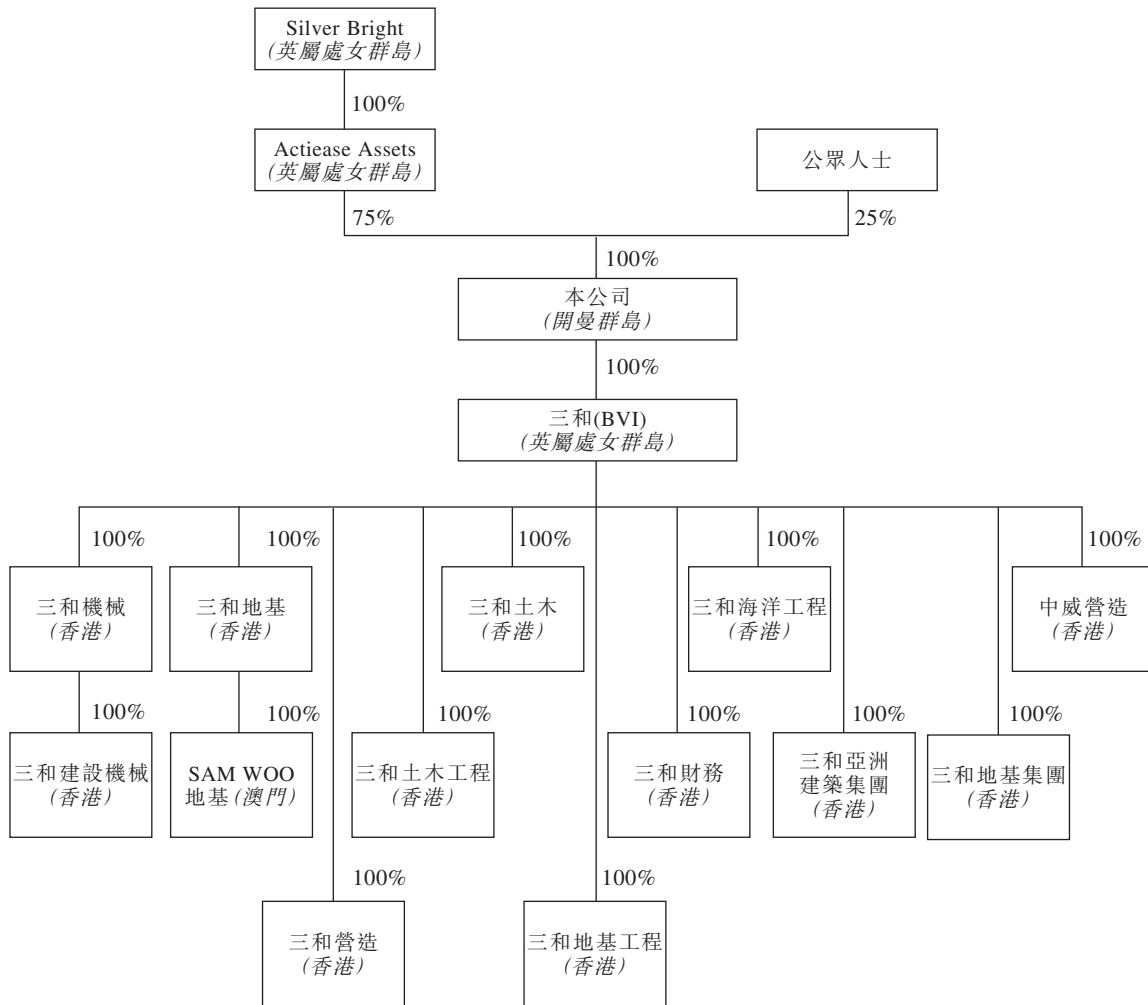 Silver Bright
(英屬處女群島)
100%
Actiease Assets
(英屬處女群島)
公眾人士
75%
25%
100%
本公司
(開曼群島)
100%
三和(BVI)
(英屬處女群島)
100%
100%
100%
100%
100%
三和機械
(香港)
三和地基
(香港)
三和土木
(香港)
三和海洋工程
(香港)
中威營造
(香港)
100%
100%
100%
100%
100%
100%
三和建設機械
(香港)
SAM WOO
地基(澳門)
三和土木工程
(香港)
三和財務
(香港)
三和亞洲
建築集團
(香港)
三和地基集團
(香港)
100%
100%
三和營造
(香港)
三和地基工程
(香港)